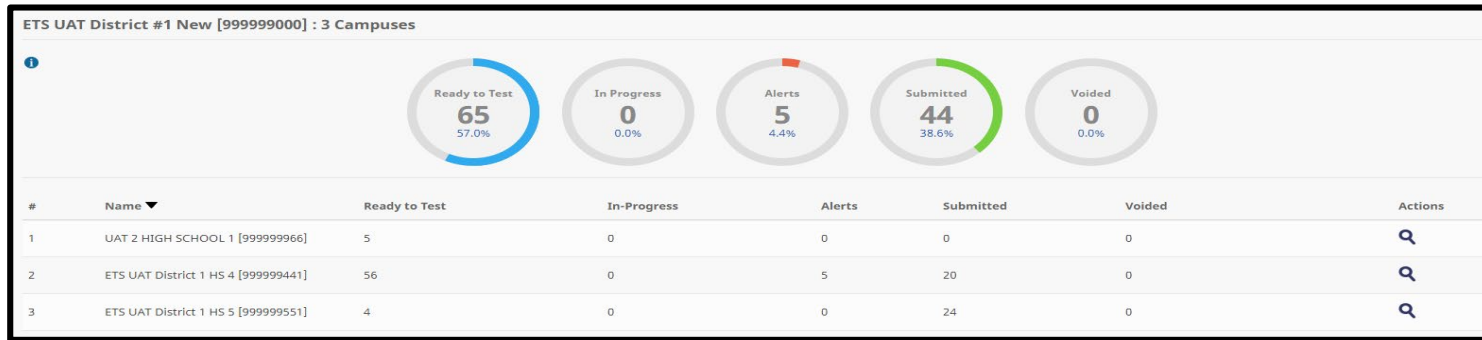 ETS UAT District #1 New [999999000] : 3 Campuses
Ready to Test
65
57.0%
In Progress
0
0.0%
Alerts
5
4.4%
Submitted
44
38.6%
Voided
0
0.0%
# Name Ready to Test In-Progress Alerts Submitted Voided Actions
1 UAT 2 HIGH SCHOOL 1 [999999966] 5 0 0 0 0
2 ETS UAT District 1 HS 4 [999999441] 56 0 5 20 0
3 ETS UAT District 1 HS 5 [999999551] 4 0 0 24 0